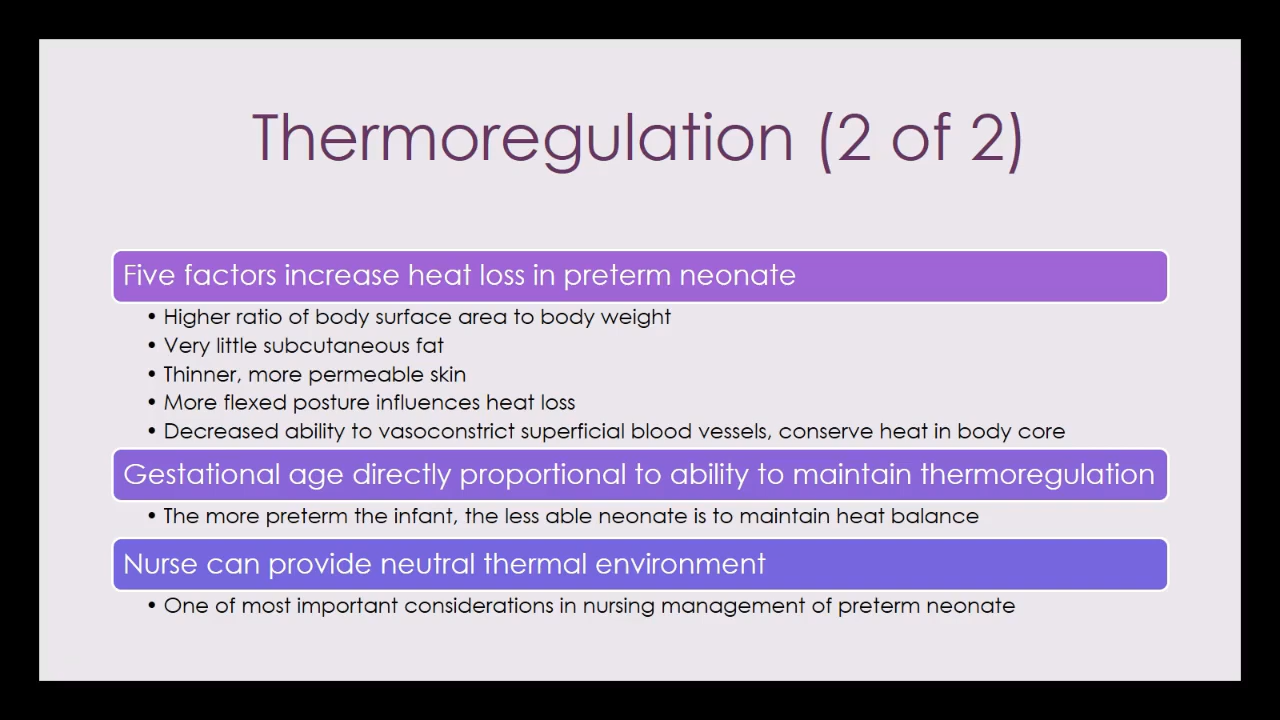 Thermoregulation (2 of 2)
Five factors increase heat loss in preterm neonate
• Higher ratio of body surface area to body weight
• Very little subcutaneous fat
• Thinner, more permeable skin
• More flexed posture influences heat loss
• Decreased ability to vasoconstrict superficial blood vessels, conserve heat in body core
Gestational age directly proportional to ability to maintain thermoregulation
• The more preterm the infant, the less able neonate is to maintain heat balance
Nurse can provide neutral thermal environment
• One of most important considerations in nursing management of preterm neonate